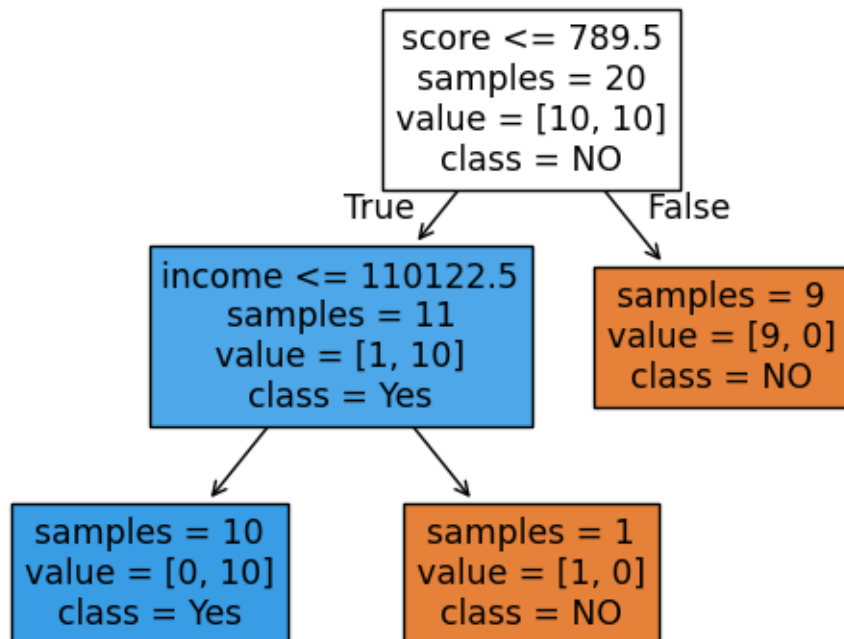 score <= 789.5
samples = 20
value = [10, 10]
class = NO
True
False
income <= 110122.5
samples = 11
value = [1, 10]
class = Yes
samples = 9
value = [9, 0]
class = NO
samples = 10
value = [0, 10]
class = Yes
samples = 1
value = [1, 0]
class = NO